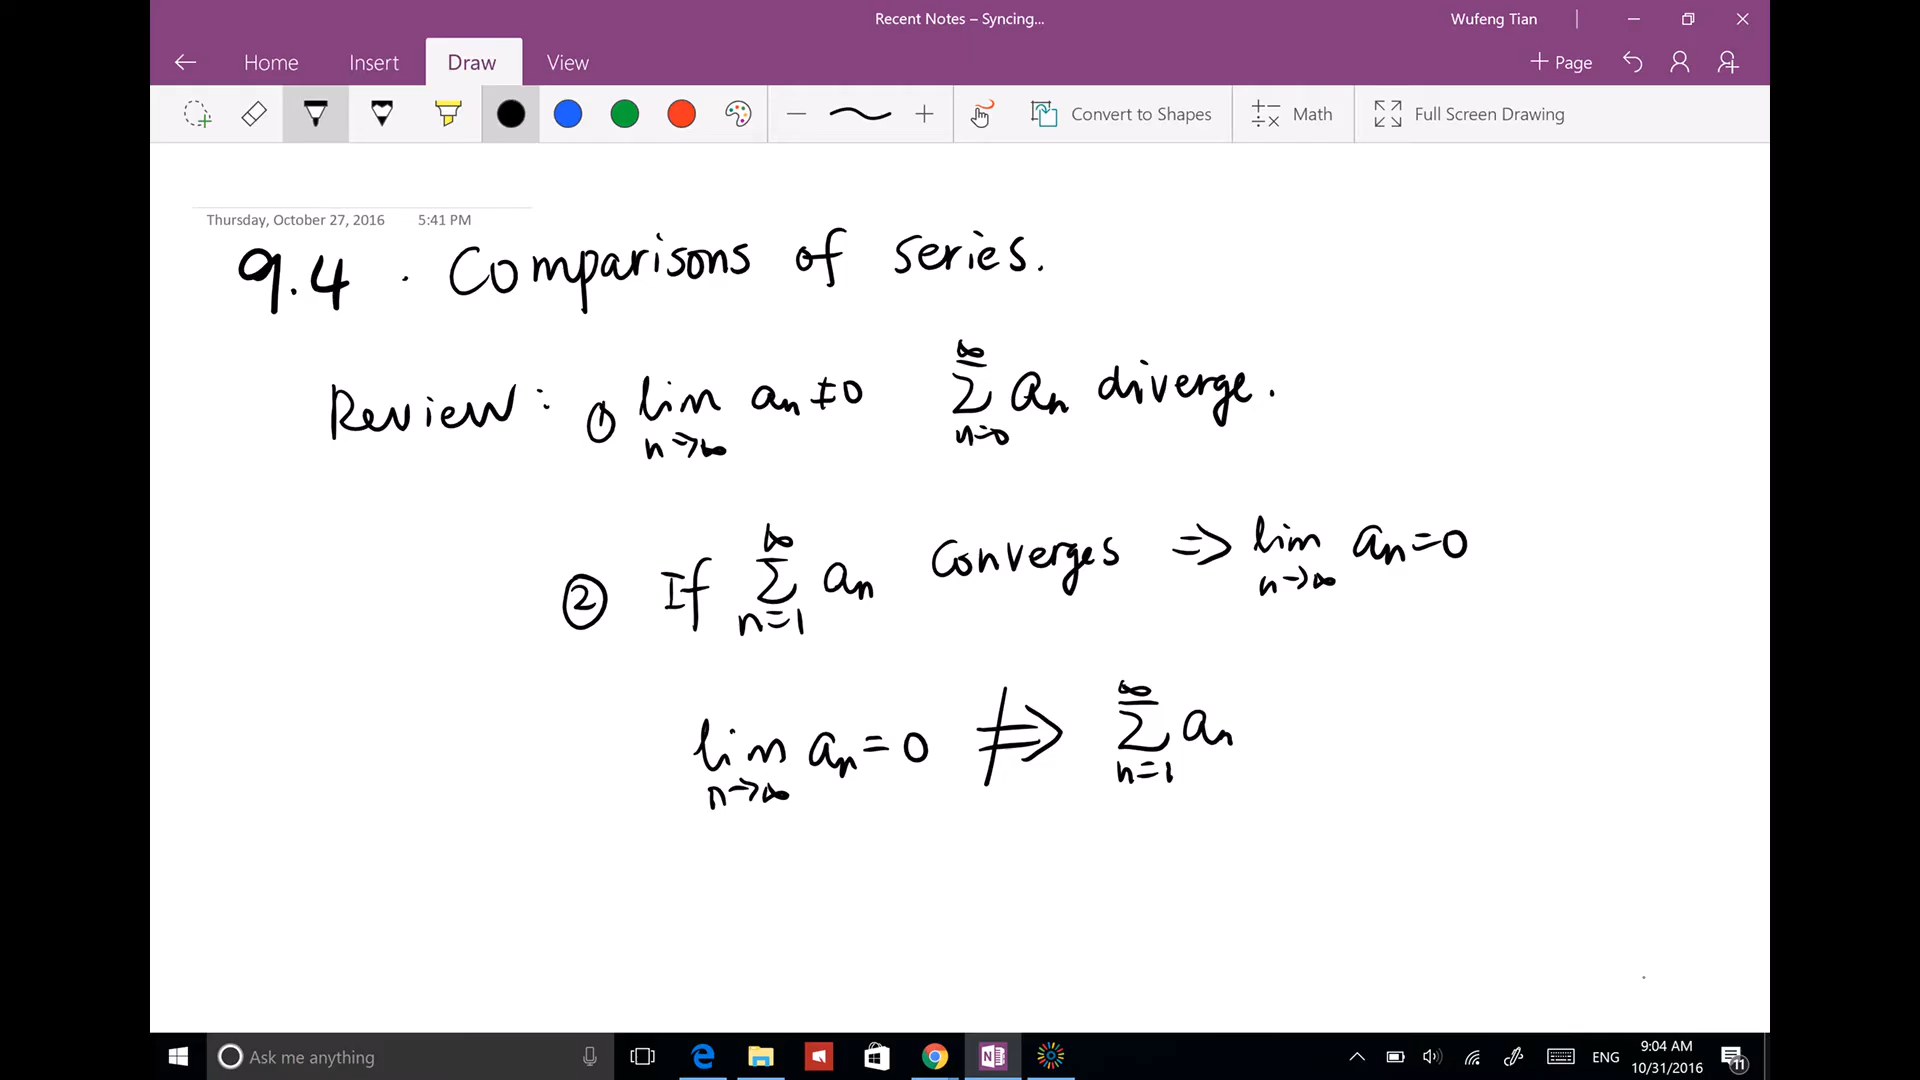 Recent Notes – Syncing...
Wufeng Tian
Home Insert Draw View
Page
Convert to Shapes Math Full Screen Drawing
Thursday, October 27, 2016 5:41 PM
9.4 . Comparisons of series.
Review: ① lim n→∞ an ≠ 0 ∞ Σ n=0 an diverge.
② If ∞ Σ n=1 an converges ⇒ lim n→∞ an = 0
lim n→∞ an = 0 ⇏ ∞ Σ n=1 an
Ask me anything
ENG
9:04 AM
10/31/2016
11